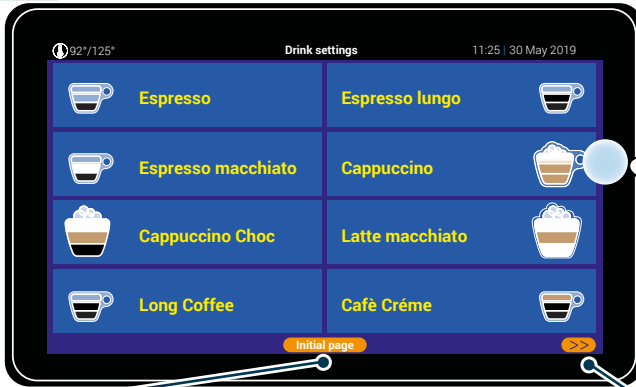 92°/125° Drink settings 11:25 | 30 May 2019
Espresso Espresso lungo
Espresso macchiato Cappuccino
Cappuccino Choc Latte macchiato
Long Coffee Cafè Créme
Initial page >>